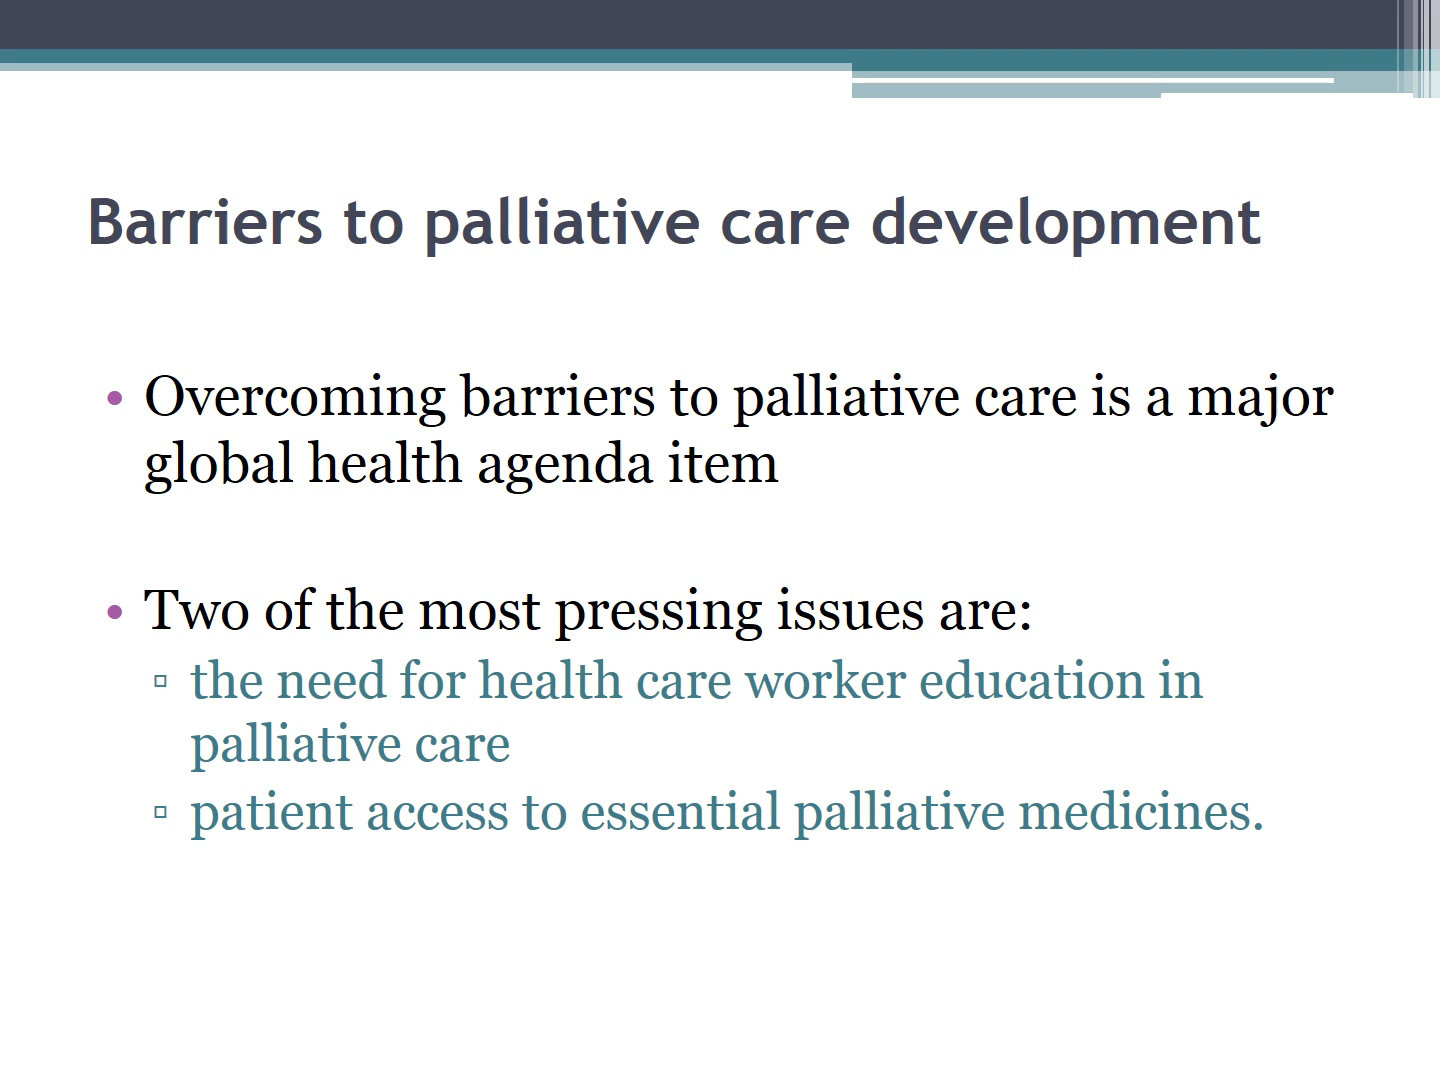 Barriers to palliative care development
• Overcoming barriers to palliative care is a major
global health agenda item
• Two of the most pressing issues are:
▫ the need for health care worker education in
palliative care
▫ patient access to essential palliative medicines.